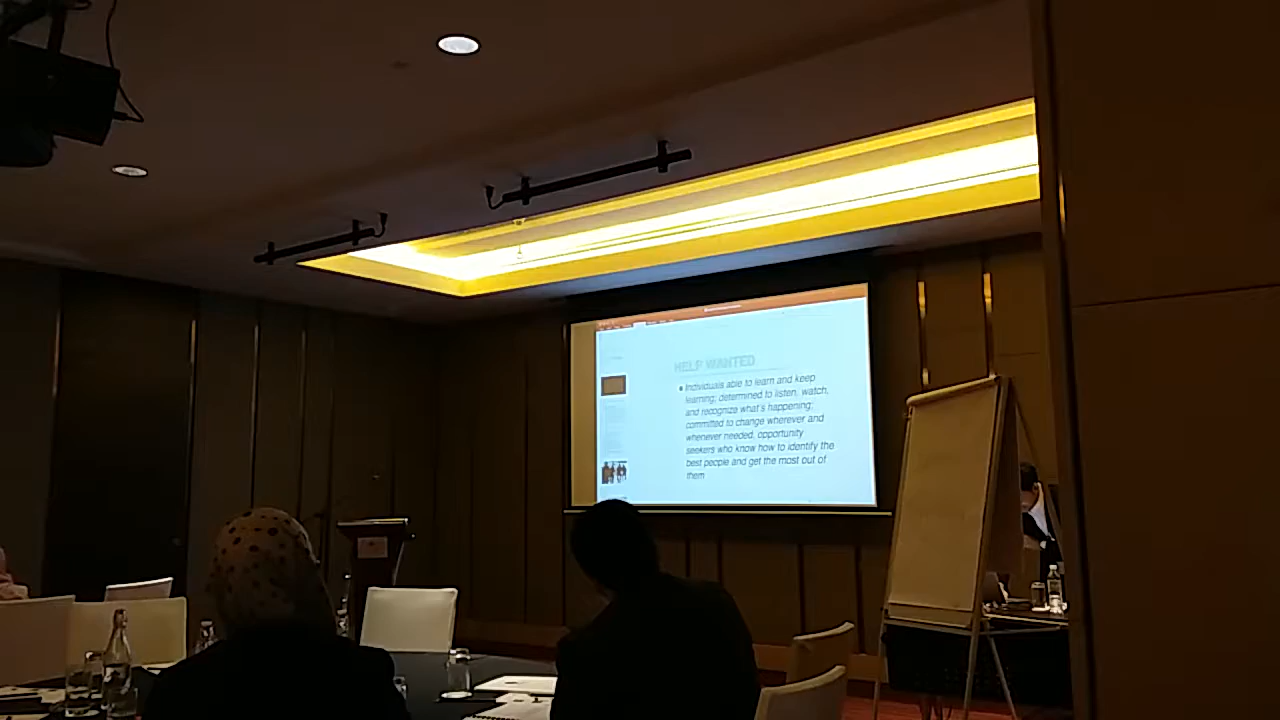 HELP WANTED
Individuals able to learn and keep
learning; determined to listen, watch,
and recognize what's happening;
committed to change wherever and
whenever needed, opportunity
seekers who know how to identify the
best people and get the most out of
them